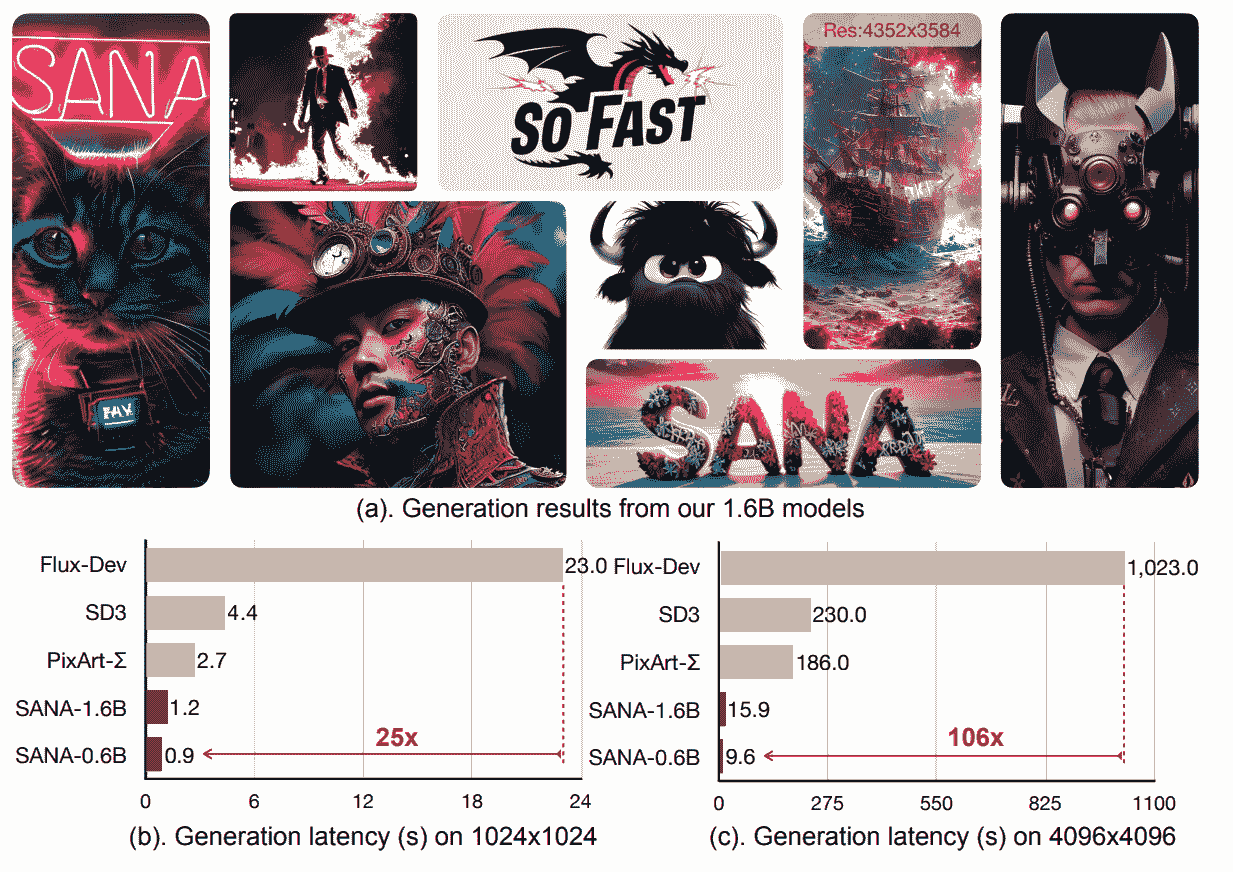 SANA
SO FAST
Res:4352x3584
SANA
(a). Generation results from our 1.6B models
Flux-Dev
23.0
SD3
4.4
PixArt-Σ
2.7
SANA-1.6B
1.2
SANA-0.6B
0.9
25x
0 6 12 18 24
(b). Generation latency (s) on 1024x1024
Flux-Dev
1,023.0
SD3
230.0
PixArt-Σ
186.0
SANA-1.6B
15.9
SANA-0.6B
9.6
106x
0 275 550 825 1100
(c). Generation latency (s) on 4096x4096